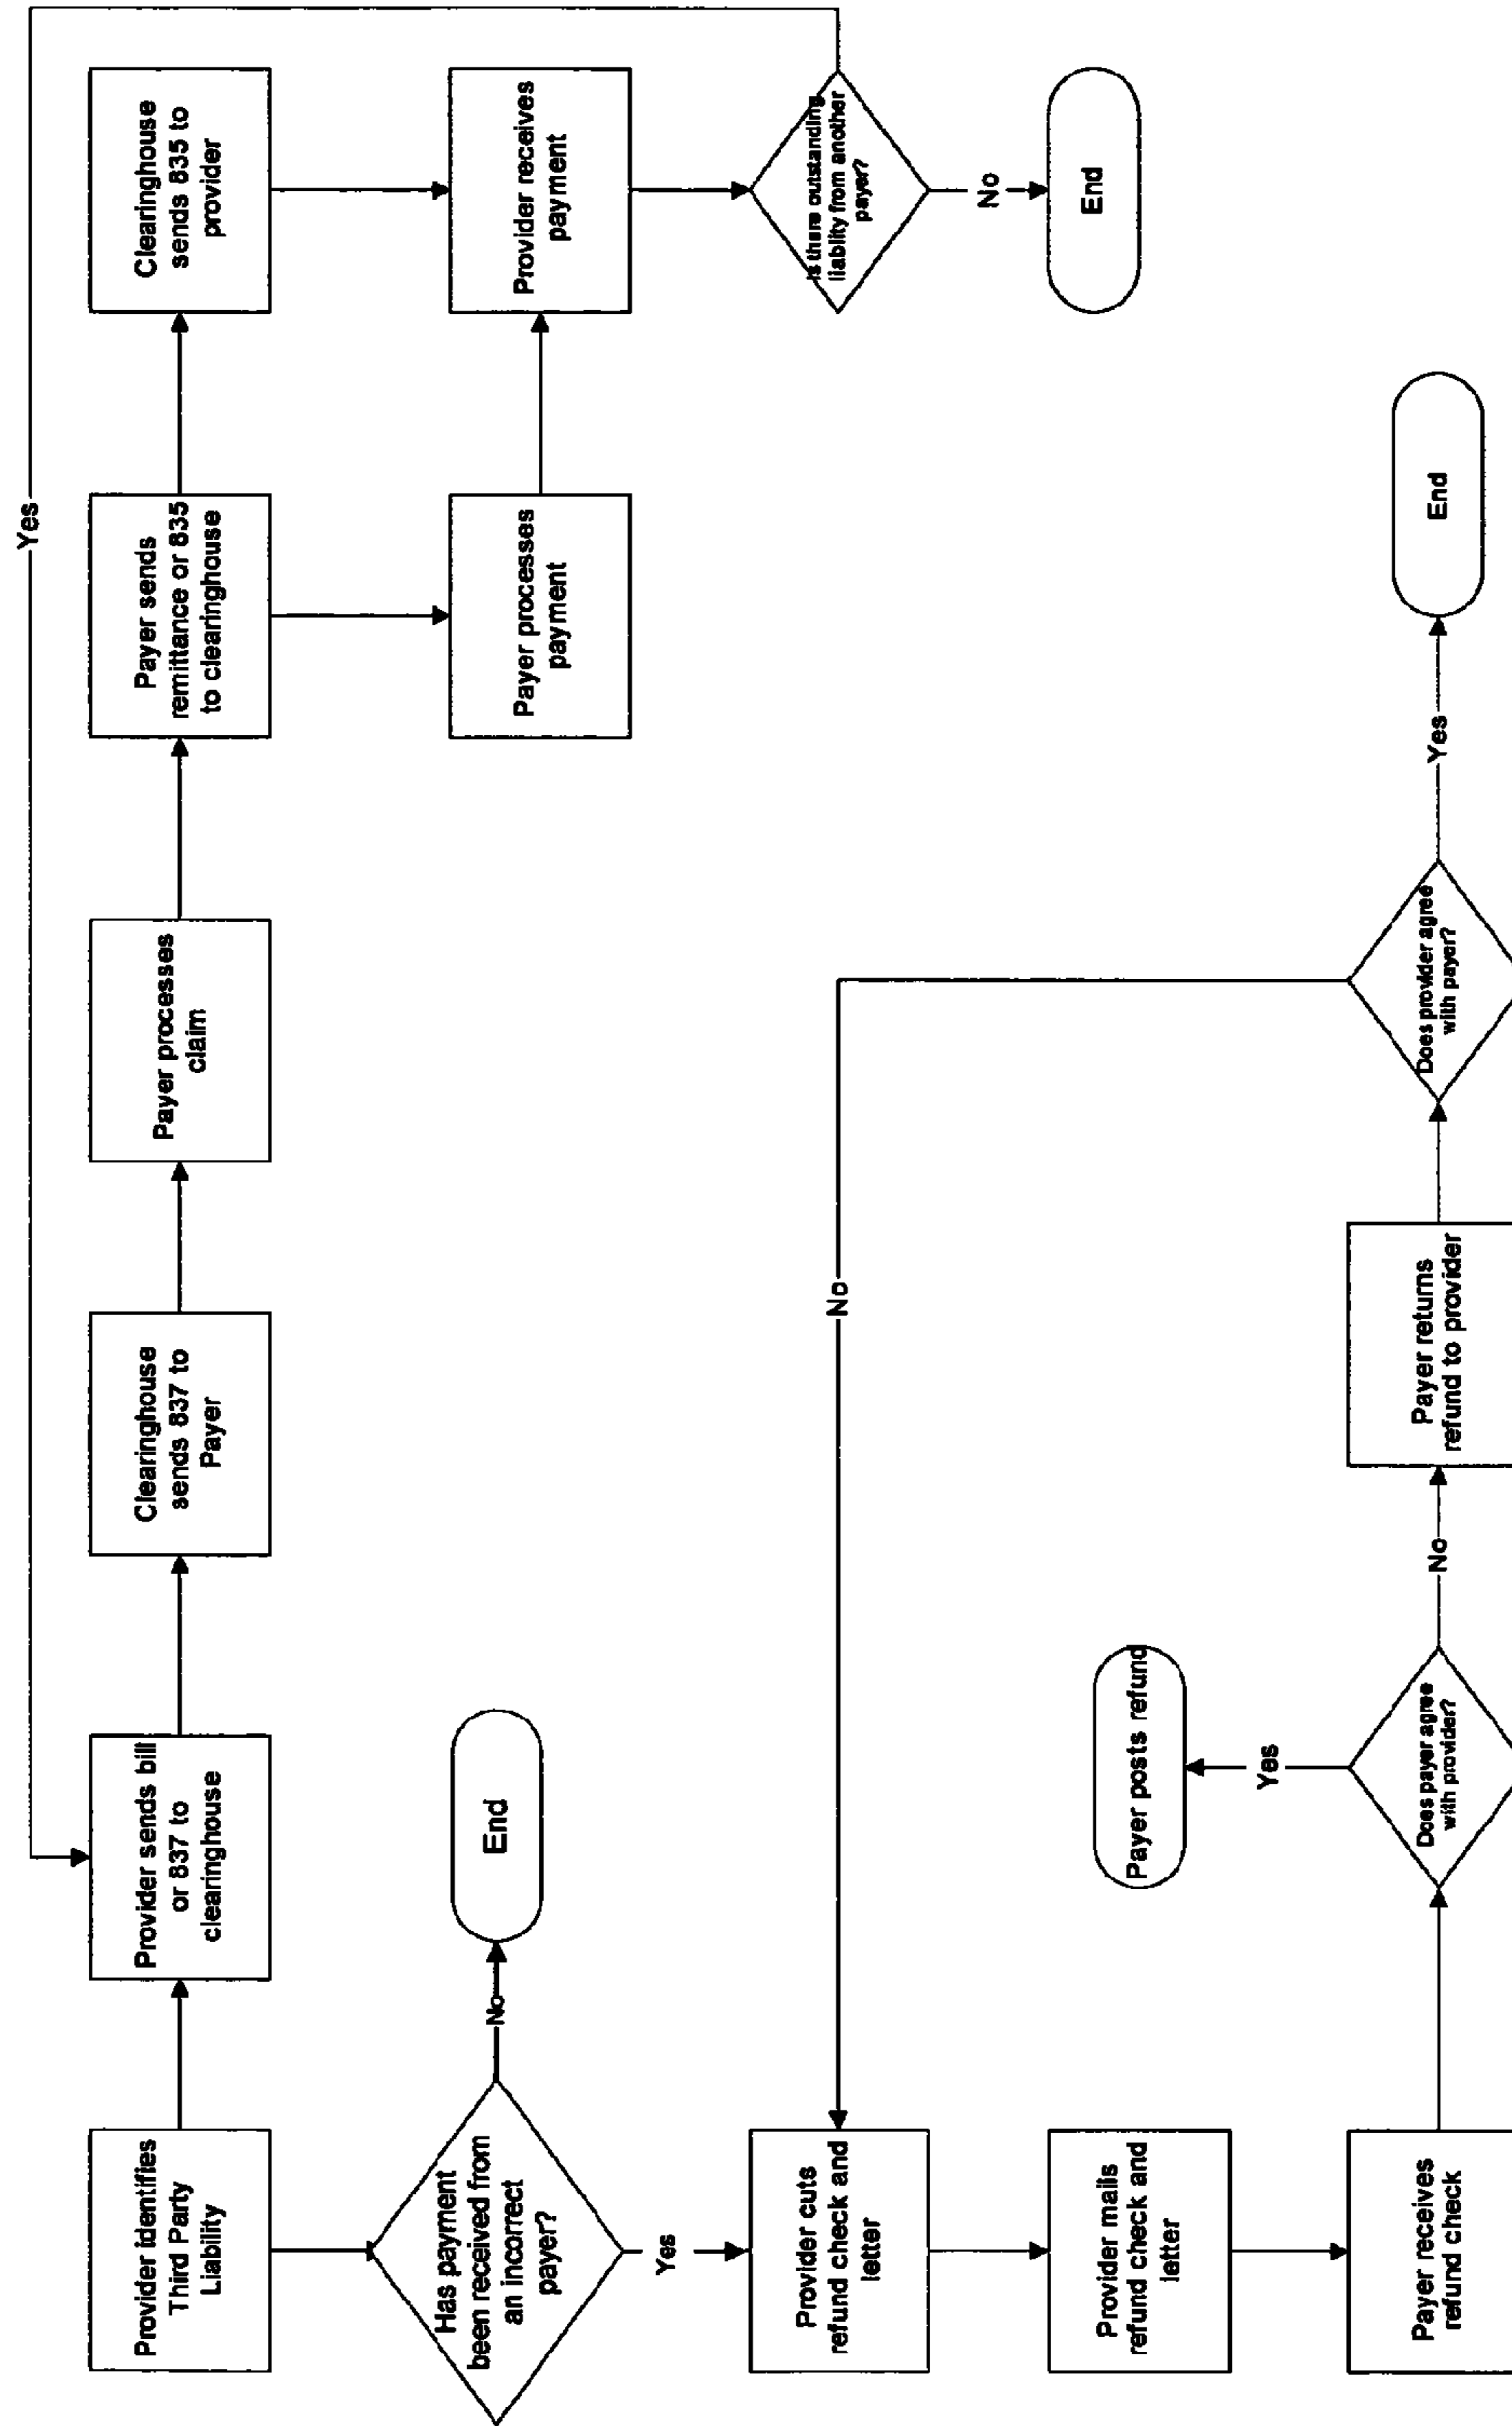 Yes
Provider identifies
Third Party
Liability
Provider sends bill
or 837 to
clearinghouse
Clearinghouse
sends 837 to
Payer
Payer processes
claim
Payer sends
remittance or 835
to clearinghouse
Clearinghouse
sends 835 to
provider
Has payment
been received from
an incorrect
payer?
No
End
Payer processes
payment
Provider receives
payment
Yes
Provider cuts
refund check and
letter
No
Is there outstanding
liablity from another
payer?
No
End
Provider mails
refund check and
letter
Payer posts refund
Yes
Payer receives
refund check
Does payer agree
with provider?
No
Payer returns
refund to provider
Does provider agree
with payer?
Yes
End